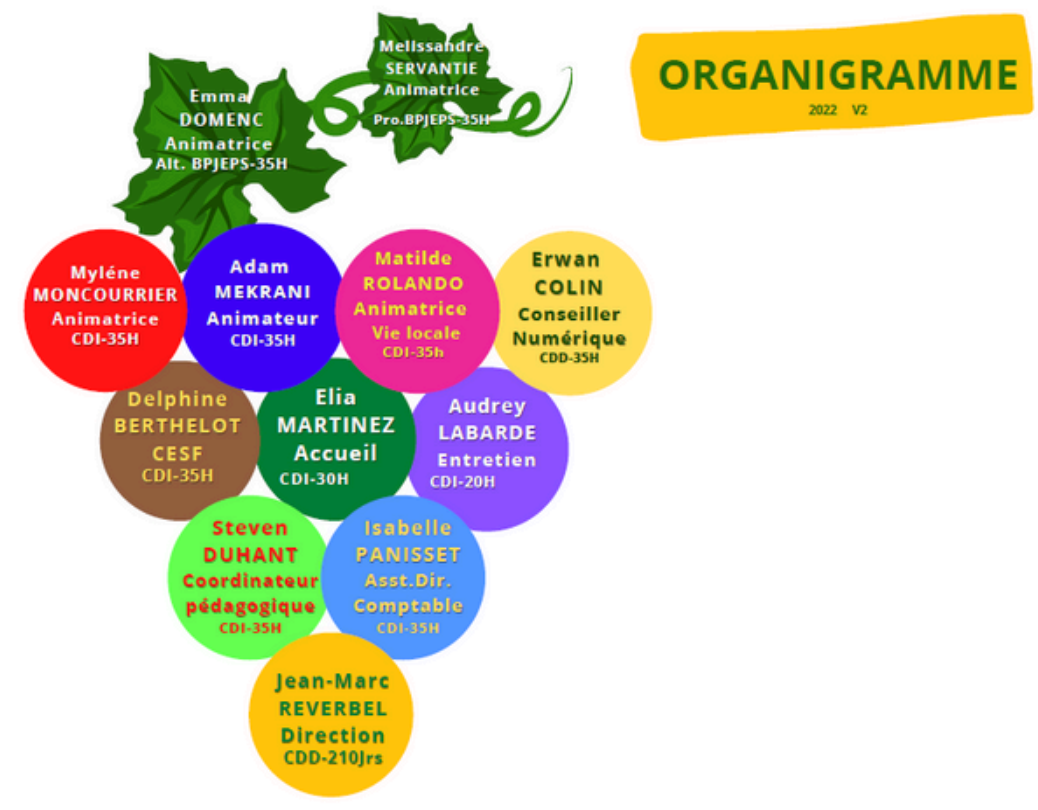 ORGANIGRAMME
2022 V2
Melissandre
SERVANTIE
Animatrice
Pro.BPJEPS-35H
Emma
DOMENC
Animatrice
Alt. BPJEPS-35H
Myléne
MONCOURRIER
Animatrice
CDI-35H
Adam
MEKRANI
Animateur
CDI-35H
Matilde
ROLANDO
Animatrice
Vie locale
CDI-35h
Erwan
COLIN
Conseiller
Numérique
CDD-35H
Delphine
BERTHELOT
CESF
CDI-35H
Elia
MARTINEZ
Accueil
CDI-30H
Audrey
LABARDE
Entretien
CDI-20H
Steven
DUHANT
Coordinateur
pédagogique
CDI-35H
Isabelle
PANISSET
Asst.Dir.
Comptable
CDI-35H
Jean-Marc
REVERBEL
Direction
CDD-210Jrs